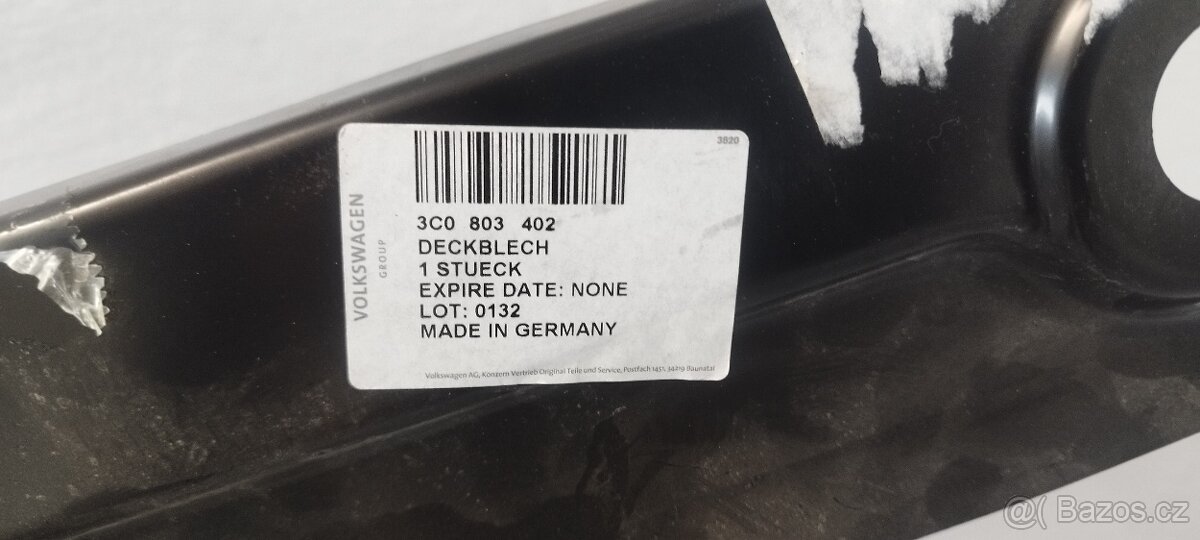 3820
VOLKSWAGEN
GROUP
3C0 803 402
DECKBLECH
1 STUECK
EXPIRE DATE: NONE
LOT: 0132
MADE IN GERMANY
Volkswagen AG, Konzern Vertrieb Original Teile und Service, Postfach 1451, 34219 Baunatal
@( Bazos.cz